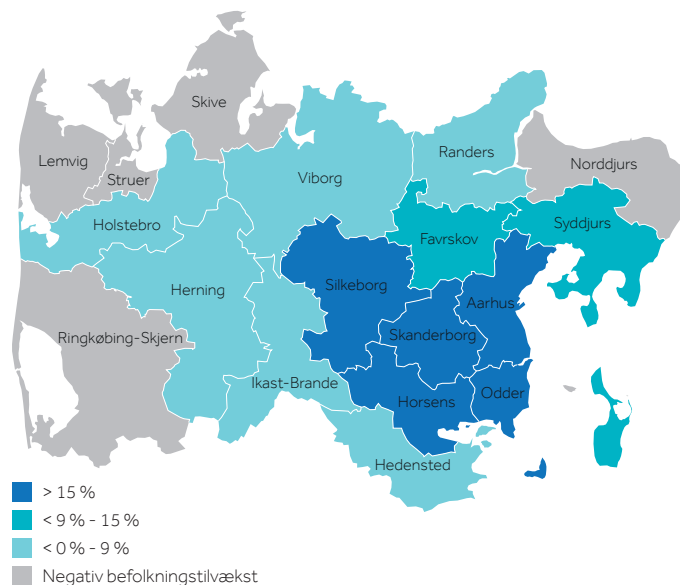 Skive
Randers
Lemvig
Norddjurs
Struer
Viborg
Holstebro
Favrskov
Syddjurs
Silkeborg
Herning
Aarhus
Ringkøbing-Skjern
Skanderborg
Ikast-Brande
Horsens
Odder
Hedensted
> 15 %
< 9 % - 15 %
< 0 % - 9 %
Negativ befolkningstilvækst